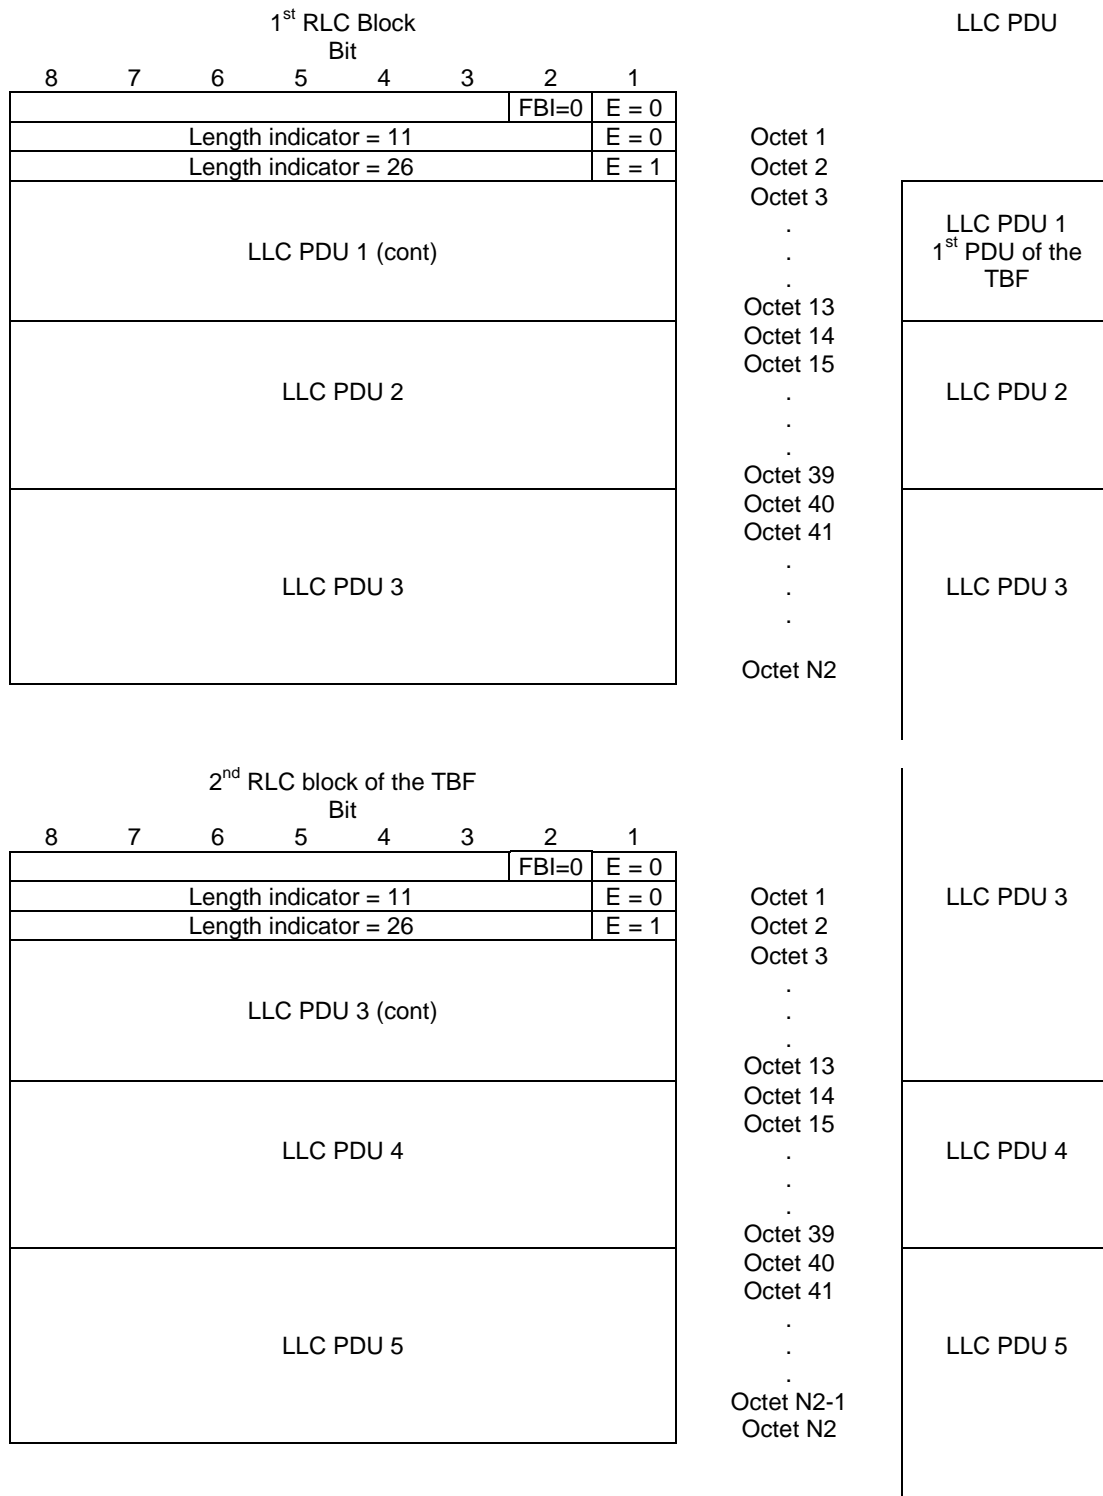 1st RLC Block LLC PDU
Bit
8 7 6 5 4 3 2 1
FBI=0 E = 0
Length indicator = 11 E = 0 Octet 1
Length indicator = 26 E = 1 Octet 2
Octet 3
. LLC PDU 1
LLC PDU 1 (cont) . 1st PDU of the
. TBF
Octet 13
Octet 14
Octet 15
LLC PDU 2 . LLC PDU 2
.
.
Octet 39
Octet 40
Octet 41
.
LLC PDU 3 . LLC PDU 3
.
Octet N2
2nd RLC block of the TBF
Bit
8 7 6 5 4 3 2 1
FBI=0 E = 0
Length indicator = 11 E = 0 Octet 1 LLC PDU 3
Length indicator = 26 E = 1 Octet 2
Octet 3
.
LLC PDU 3 (cont) .
.
Octet 13
Octet 14
Octet 15
LLC PDU 4 . LLC PDU 4
.
.
Octet 39
Octet 40
Octet 41
.
LLC PDU 5 . LLC PDU 5
.
Octet N2-1
Octet N2